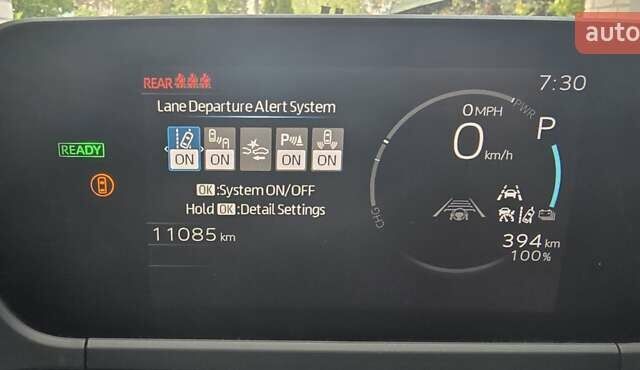 auto
REAR
7:30
Lane Departure Alert System
0 MPH
PWR
P
0
km/h
READY
ON ON P ON ON
OK:System ON/OFF
Hold OK:Detail Settings
CHG
11085 km
394 km
100%